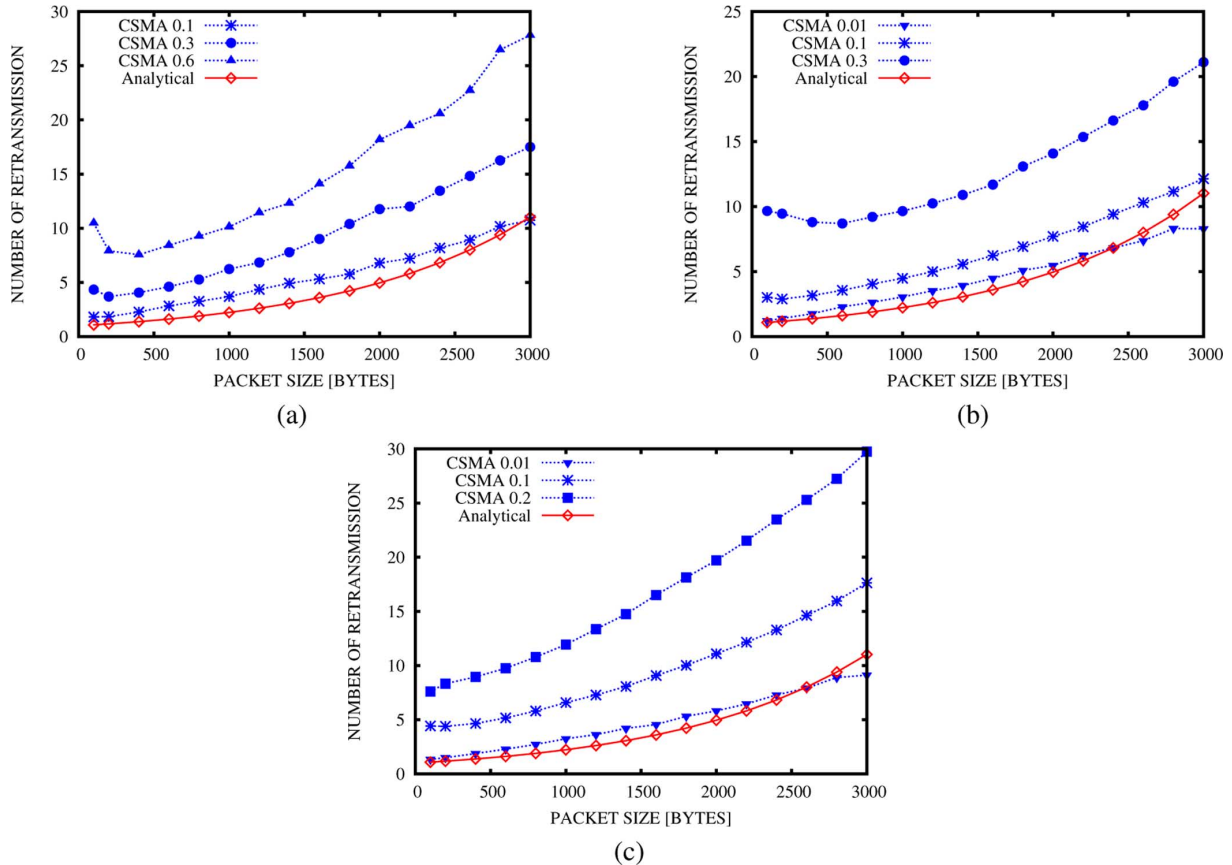 30
25
20
15
10
5
0
NUMBER OF RETRANSMISSION
CSMA 0.1
CSMA 0.3
CSMA 0.6
Analytical
0 500 1000 1500 2000 2500 3000
PACKET SIZE [BYTES]
(a)
25
20
15
10
5
0
NUMBER OF RETRANSMISSION
CSMA 0.01
CSMA 0.1
CSMA 0.3
Analytical
0 500 1000 1500 2000 2500 3000
PACKET SIZE [BYTES]
(b)
30
25
20
15
10
5
0
NUMBER OF RETRANSMISSION
CSMA 0.01
CSMA 0.1
CSMA 0.2
Analytical
0 500 1000 1500 2000 2500 3000
PACKET SIZE [BYTES]
(c)